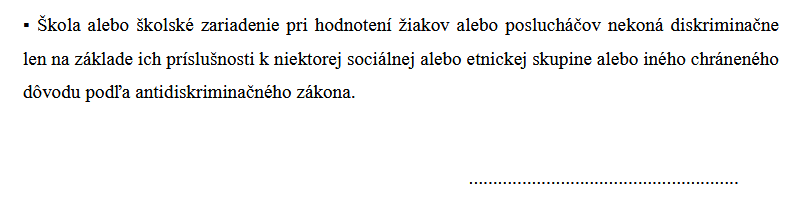 ▪ Škola alebo školské zariadenie pri hodnotení žiakov alebo poslucháčov nekoná diskriminačne
len na základe ich príslušnosti k niektorej sociálnej alebo etnickej skupine alebo iného chráneného
dôvodu podľa antidiskriminačného zákona.
.........................................................